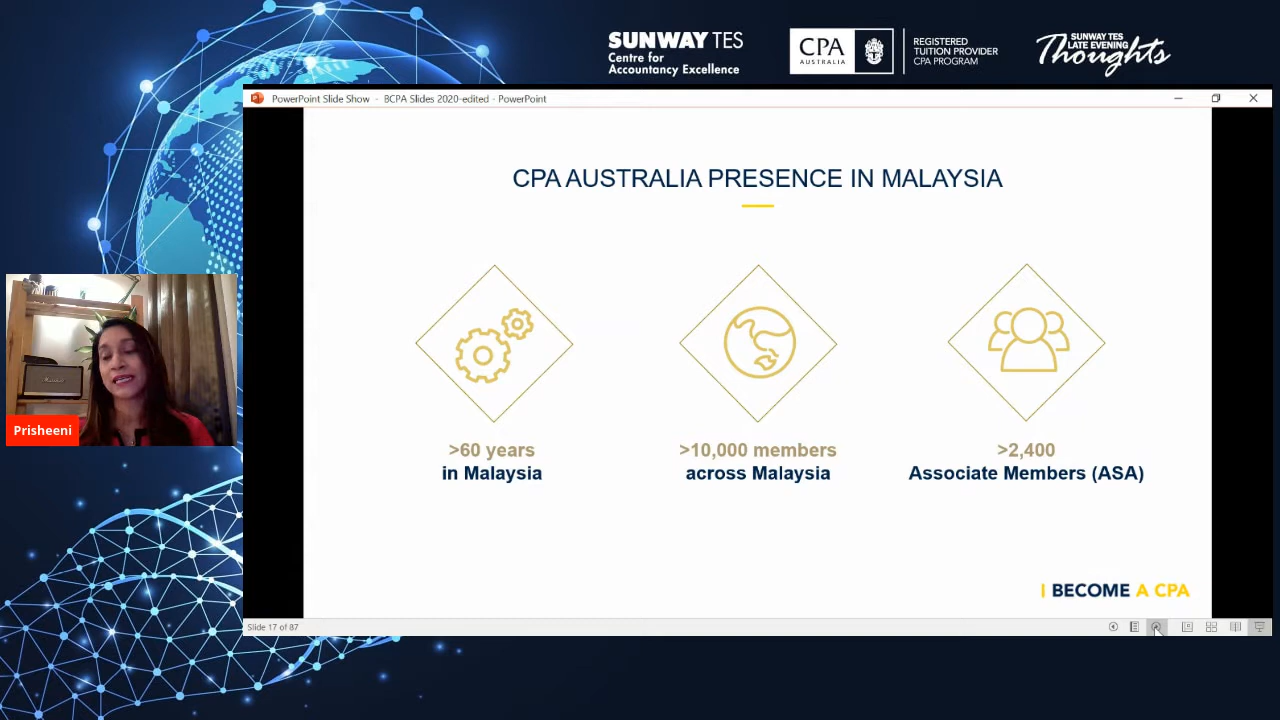 SUNWAY TES
Centre for
Accountancy Excellence
CPA
AUSTRALIA
REGISTERED
TUITION PROVIDER
CPA PROGRAM
SUNWAY TES
LATE EVENING
Thoughts
PowerPoint Slide Show - BCPA Slides 2020-edited - PowerPoint
CPA AUSTRALIA PRESENCE IN MALAYSIA
>60 years
in Malaysia
>10,000 members
across Malaysia
>2,400
Associate Members (ASA)
Marshall
Prisheeni
BECOME A CPA
Slide 17 of 87